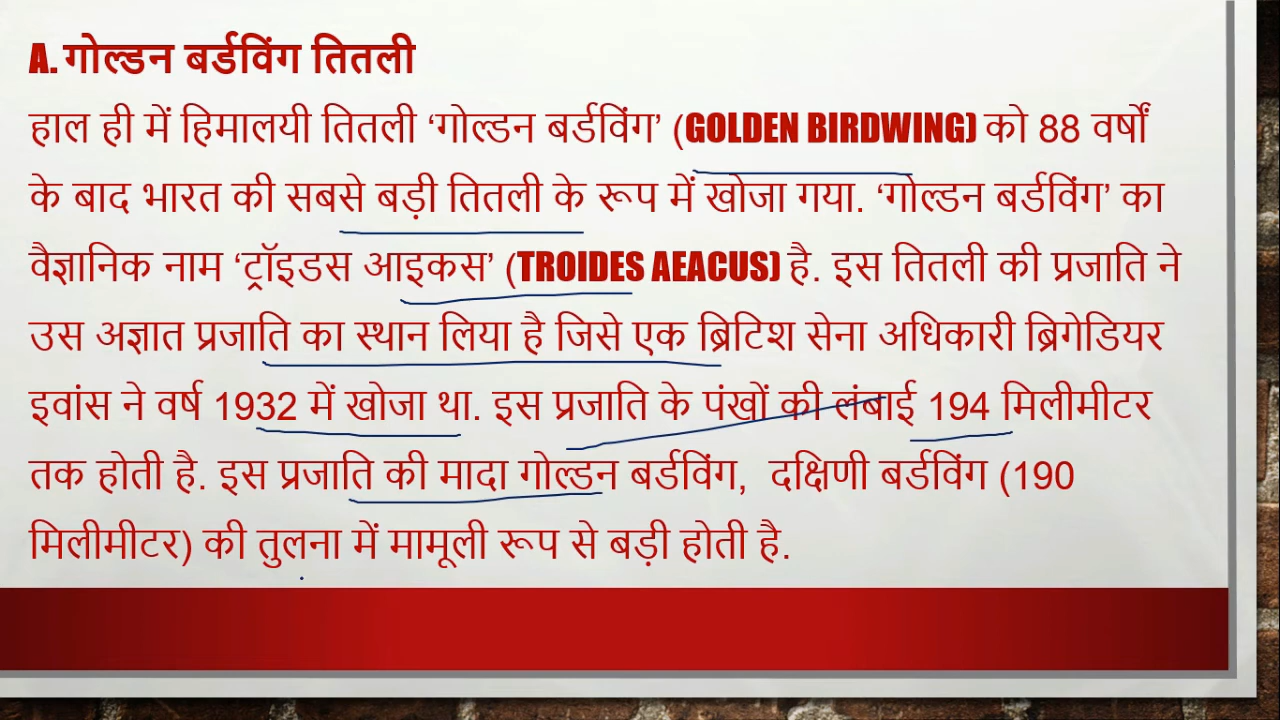 A. गोल्डन बर्डविंग तितली
हाल ही में हिमालयी तितली ‘गोल्डन बर्डविंग’ (GOLDEN BIRDWING) को 88 वर्षों
के बाद भारत की सबसे बड़ी तितली के रूप में खोजा गया. ‘गोल्डन बर्डविंग’ का
वैज्ञानिक नाम ‘ट्रॉइडस आइकस’ (TROIDES AEACUS) है. इस तितली की प्रजाति ने
उस अज्ञात प्रजाति का स्थान लिया है जिसे एक ब्रिटिश सेना अधिकारी ब्रिगेडियर
इवांस ने वर्ष 1932 में खोजा था. इस प्रजाति के पंखों की लंबाई 194 मिलीमीटर
तक होती है. इस प्रजाति की मादा गोल्डन बर्डविंग, दक्षिणी बर्डविंग (190
मिलीमीटर) की तुलना में मामूली रूप से बड़ी होती है.